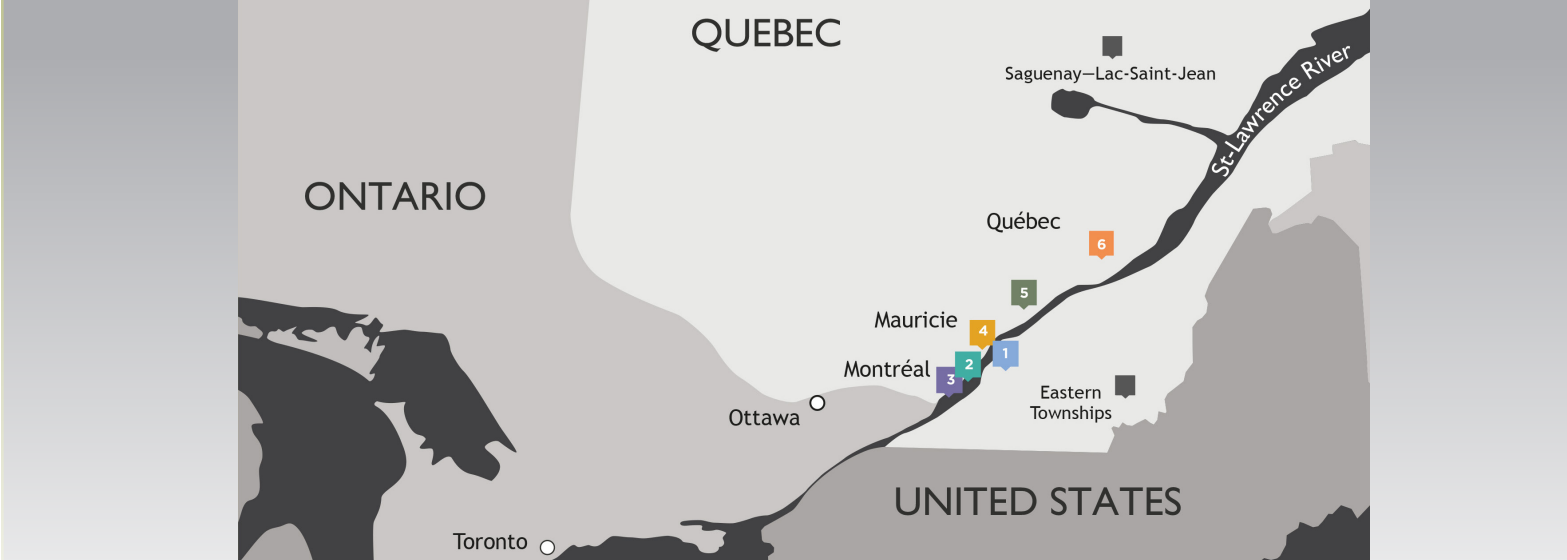 QUEBEC
Saguenay—Lac-Saint-Jean
St-Lawrence River
ONTARIO
Québec
6
5
Mauricie
4
1
Montréal
2
3
Eastern
Townships
Ottawa
UNITED STATES
Toronto